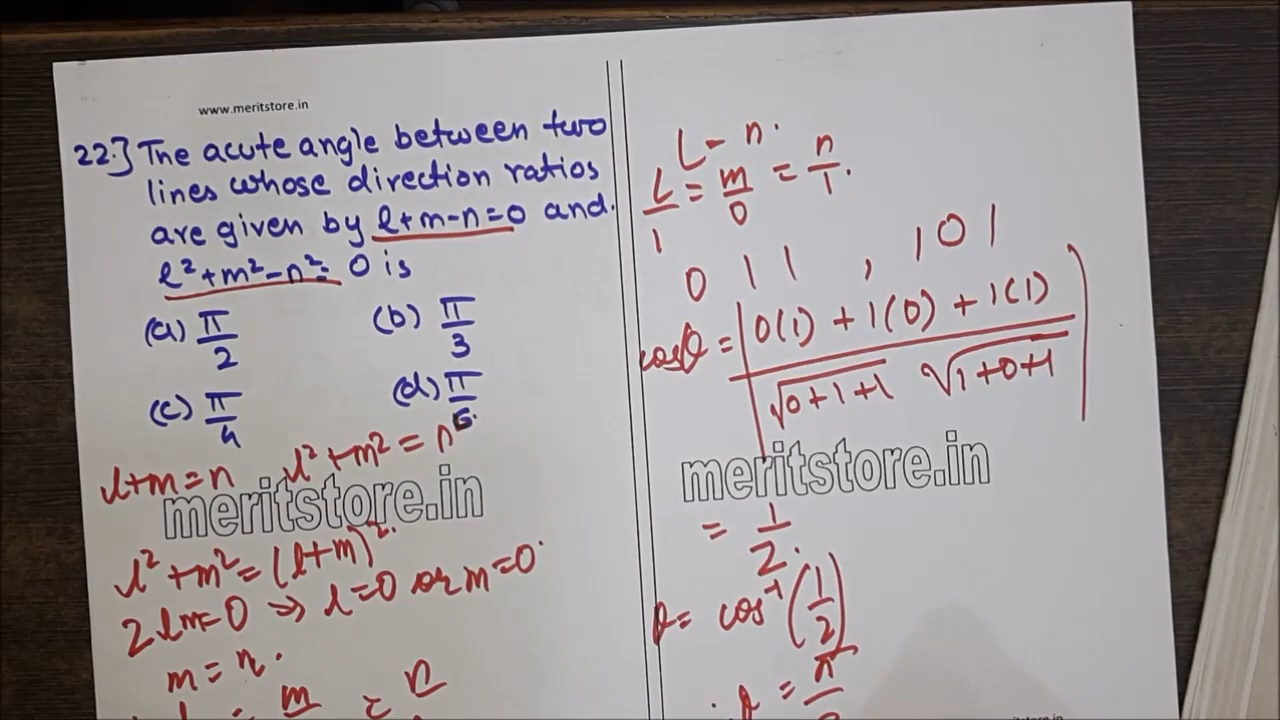 www.meritstore.in
22.] The acute angle between two
lines whose direction ratios
are given by l+m-n=0 and
l²+m²-n²=0 is
(a) π/2 (b) π/3
(c) π/4 (d) π/6
l+m=n l²+m²=n
meritstore.in
l²+m²=(l+m)²
2lm=0 ⇒ l=0 or m=0
m=n.
m = n
L = n.
L/1 = m/0 = n/1.
0 1 1 , 1 0 1
cosθ = |0(1) + 1(0) + 1(1) / √0+1+1 √1+0+1|
meritstore.in
= 1/2.
θ = cos⁻¹(1/2)
θ = π